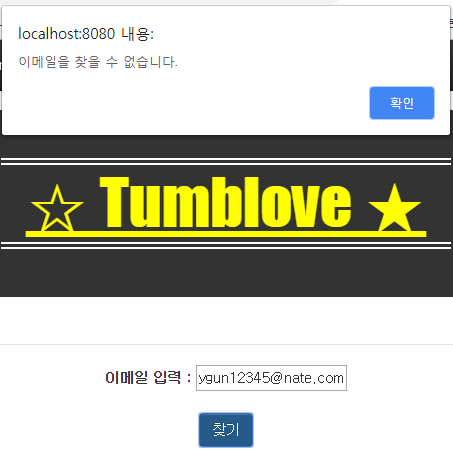 localhost:8080 내용:
이메일을 찾을 수 없습니다.
확인
☆ Tumblove ★
이메일 입력 : ygun12345@nate.com
찾기